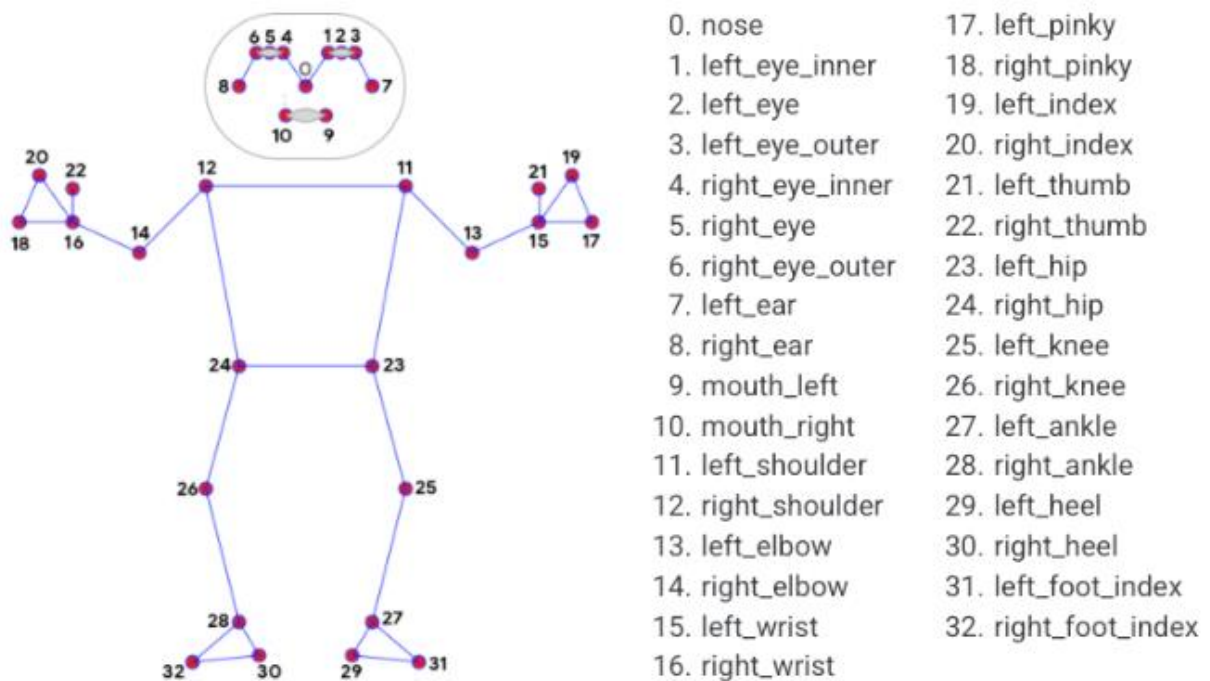 6 5 4 1 2 3
0
8 7
10 9
20 22 12 11 21 19
18 16 14 13 15 17
24 23
26 25
28 27
32 30 29 31
0. nose
1. left_eye_inner
2. left_eye
3. left_eye_outer
4. right_eye_inner
5. right_eye
6. right_eye_outer
7. left_ear
8. right_ear
9. mouth_left
10. mouth_right
11. left_shoulder
12. right_shoulder
13. left_elbow
14. right_elbow
15. left_wrist
16. right_wrist
17. left_pinky
18. right_pinky
19. left_index
20. right_index
21. left_thumb
22. right_thumb
23. left_hip
24. right_hip
25. left_knee
26. right_knee
27. left_ankle
28. right_ankle
29. left_heel
30. right_heel
31. left_foot_index
32. right_foot_index